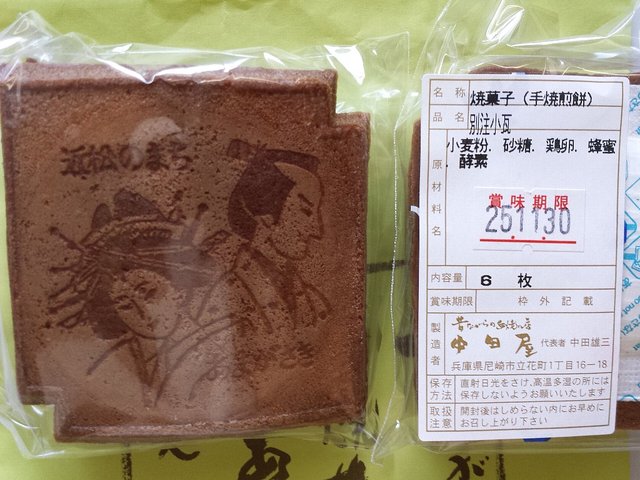 近松のまち
名称 焼菓子（手焼煎餅）
品名 別注小瓦
原材料名 小麦粉．砂糖．鶏卵．蜂蜜
．酵素
賞味期限
25.11.30
内容量 6 枚
賞味期限 枠外記載
製造者 昔ながらの
中田屋 代表者 中田雄三
兵庫県尼崎市立花町1丁目16－18
保存方法 直射日光をさけ、高温多湿の所には
保存しないようお願いいたします
取扱注意 開封後はしめらない内にお早めに
お召し上がり下さい